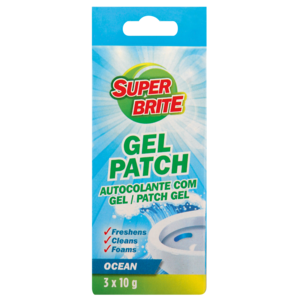 SUPER
BRITE
GEL
PATCH
AUTOCOLANTE COM
GEL / PATCH GEL
✓Freshens
✓Cleans
✓Foams
OCEAN
3 x 10 g